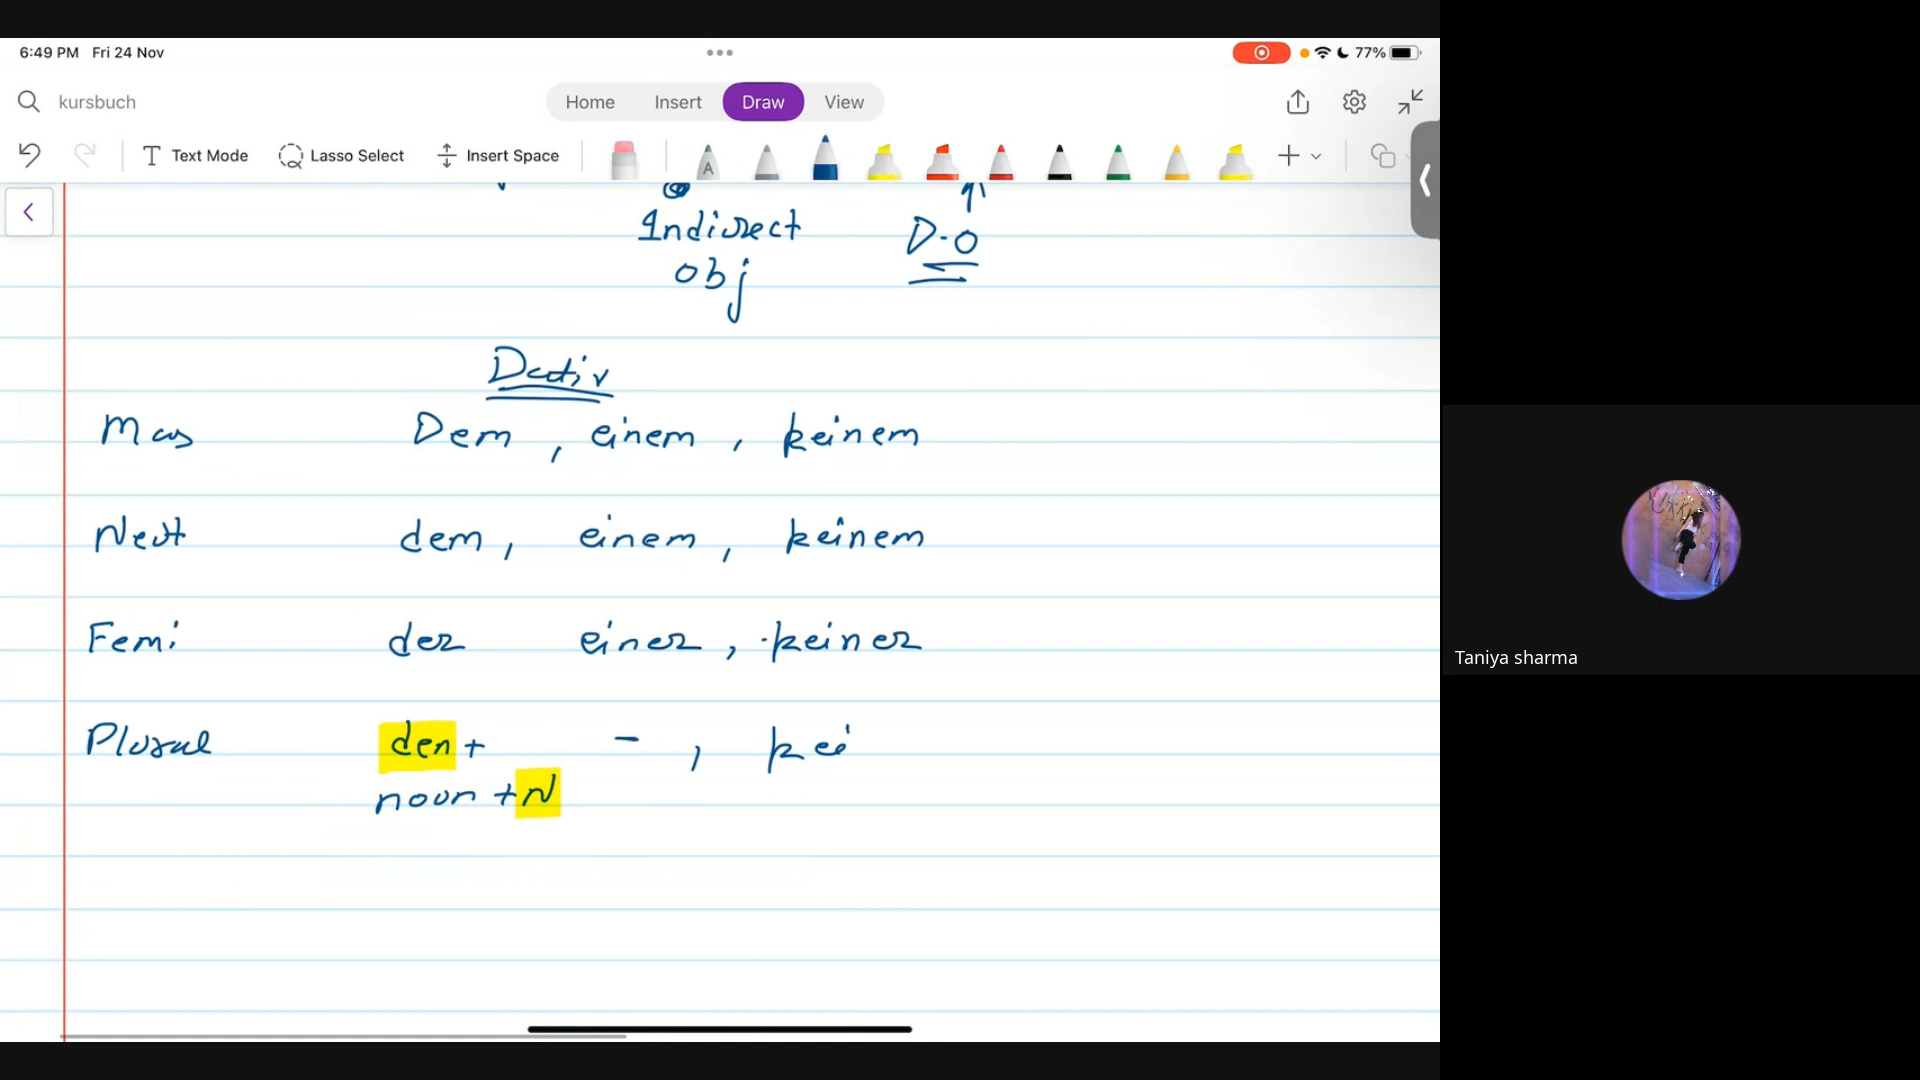 6:49 PM Fri 24 Nov
77%
kursbuch
Home Insert Draw View
Text Mode Lasso Select Insert Space
A
Indirect D.O
obj
Dativ
Mas Dem, einem, keinem
Neut dem, einem, keinem
Femi der einer, keiner
Plural den+ - , kei
noun +N
Taniya sharma